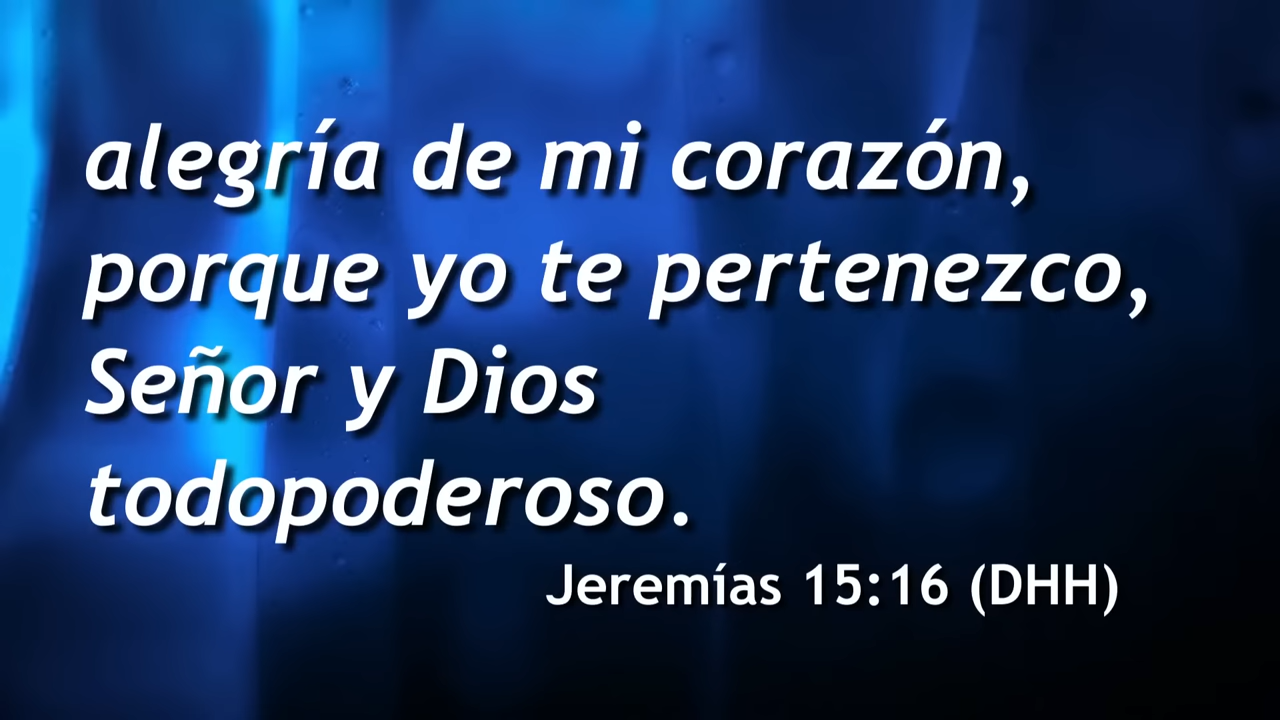 alegría de mi corazón,
porque yo te pertenezco,
Señor y Dios
todopoderoso.
Jeremías 15:16 (DHH)